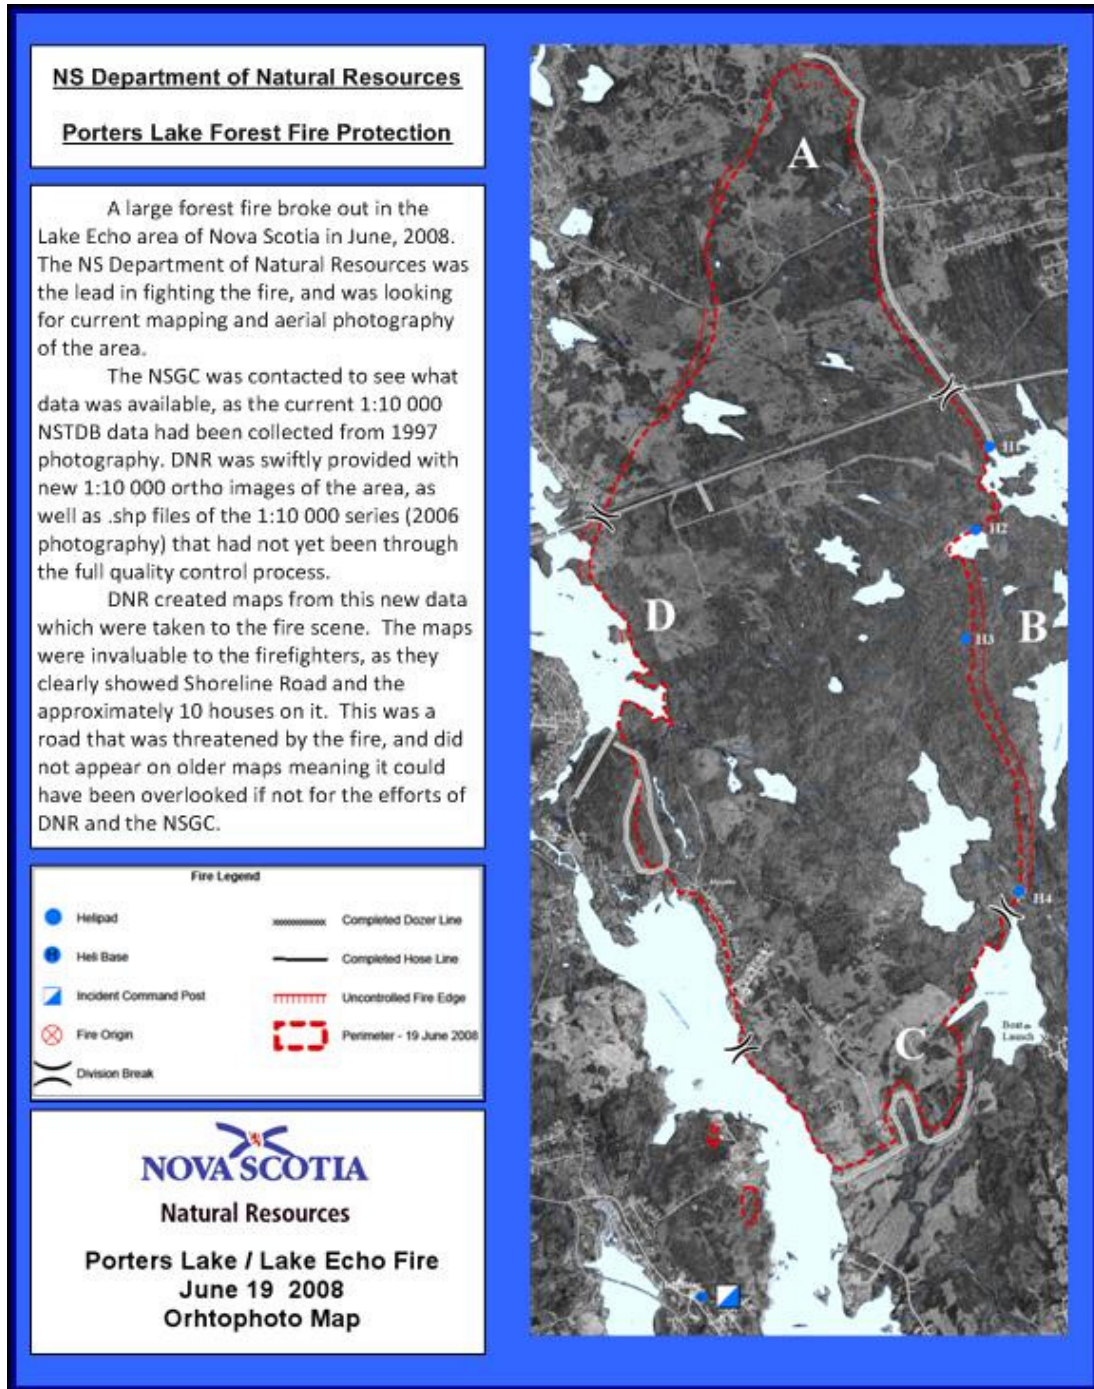 NS Department of Natural Resources
Porters Lake Forest Fire Protection
A large forest fire broke out in the
Lake Echo area of Nova Scotia in June, 2008.
The NS Department of Natural Resources was
the lead in fighting the fire, and was looking
for current mapping and aerial photography
of the area.
The NSGC was contacted to see what
data was available, as the current 1:10 000
NSTDB data had been collected from 1997
photography. DNR was swiftly provided with
new 1:10 000 ortho images of the area, as
well as .shp files of the 1:10 000 series (2006
photography) that had not yet been through
the full quality control process.
DNR created maps from this new data
which were taken to the fire scene. The maps
were invaluable to the firefighters, as they
clearly showed Shoreline Road and the
approximately 10 houses on it. This was a
road that was threatened by the fire, and did
not appear on older maps meaning it could
have been overlooked if not for the efforts of
DNR and the NSGC.
Fire Legend
Helipad
Completed Dozer Line
Heli Base
Completed Hose Line
Incident Command Post
Uncontrolled Fire Edge
Fire Origin
Perimeter - 19 June 2008
Division Break
NOVA SCOTIA
Natural Resources
Porters Lake / Lake Echo Fire
June 19 2008
Orhtophoto Map
A
H1
H2
D
B
H3
H4
Boat
Launch
C